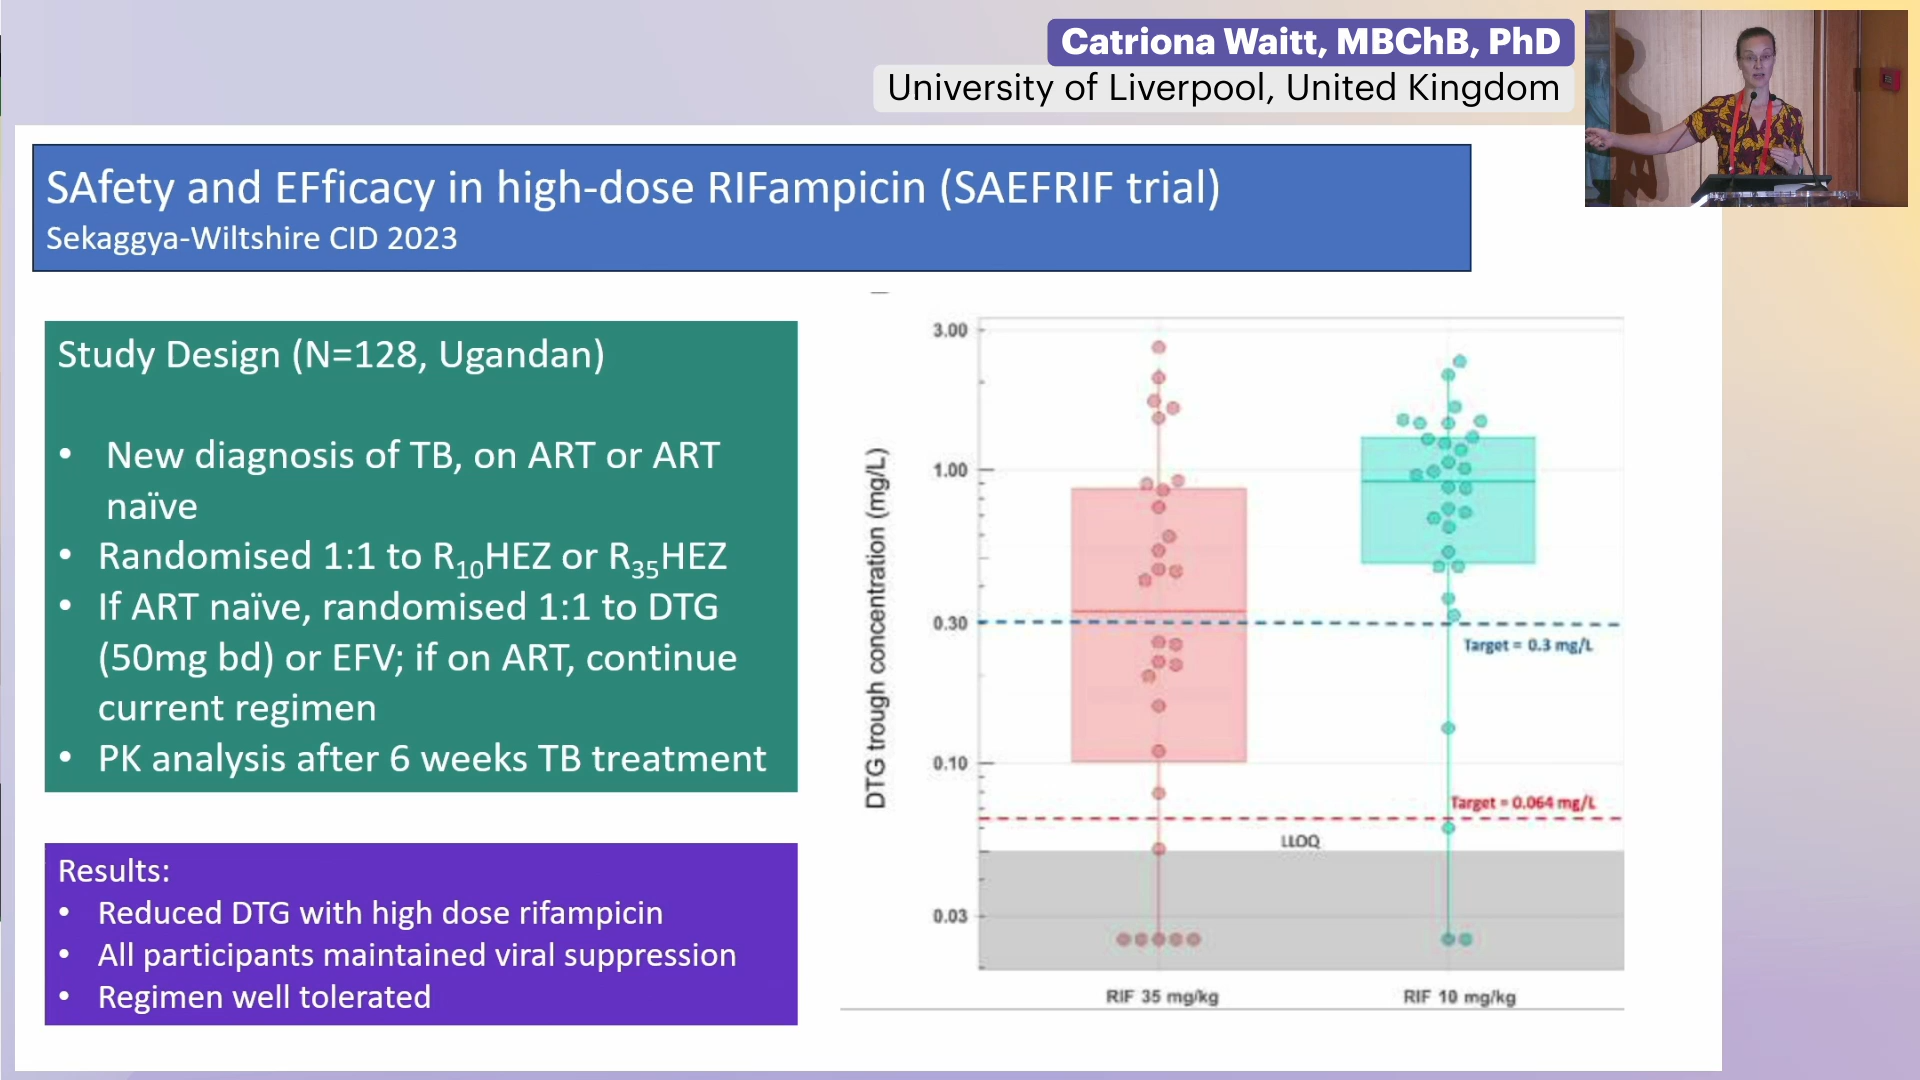 Catriona Waitt, MBChB, PhD
University of Liverpool, United Kingdom
SAfety and EFficacy in high-dose RIFampicin (SAEFRIF trial)
Sekaggya-Wiltshire CID 2023
Study Design (N=128, Ugandan)
• New diagnosis of TB, on ART or ART
naïve
• Randomised 1:1 to R10HEZ or R35HEZ
• If ART naïve, randomised 1:1 to DTG
(50mg bd) or EFV; if on ART, continue
current regimen
• PK analysis after 6 weeks TB treatment
Results:
• Reduced DTG with high dose rifampicin
• All participants maintained viral suppression
• Regimen well tolerated
DTG trough concentration (mg/L)
3.00
1.00
0.30
0.10
0.03
Target = 0.3 mg/L
Target = 0.064 mg/L
LLOQ
RIF 35 mg/kg
RIF 10 mg/kg